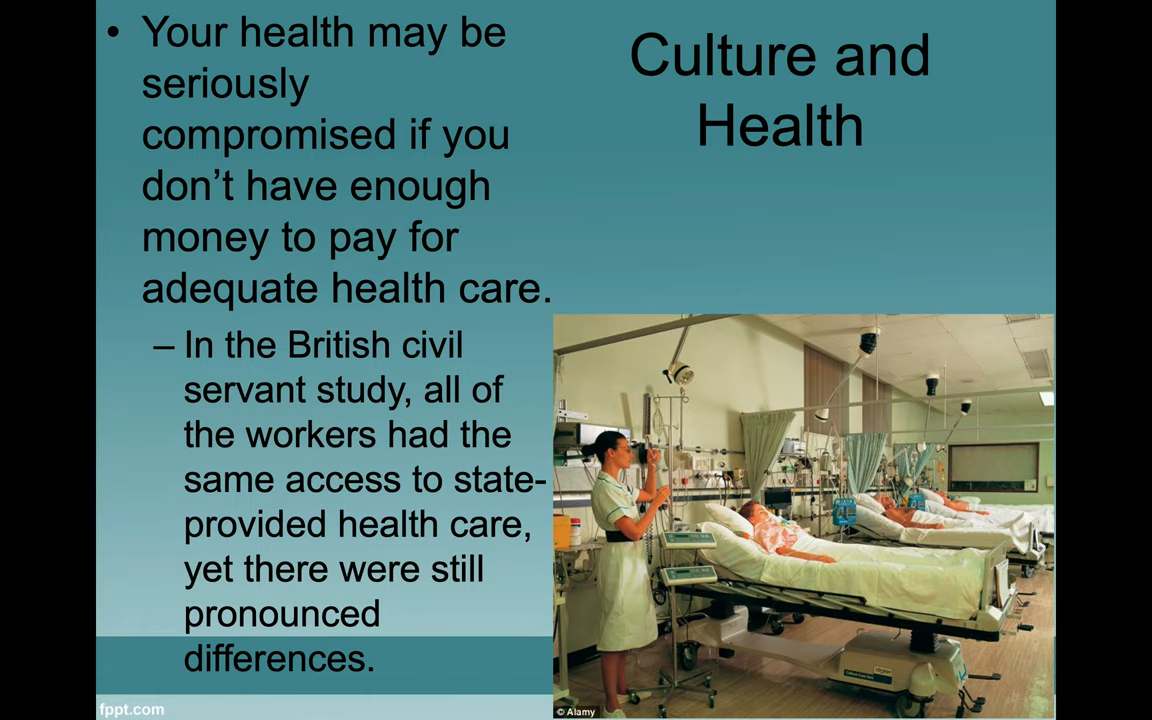 Culture and
Health
• Your health may be
seriously
compromised if you
don’t have enough
money to pay for
adequate health care.
– In the British civil
servant study, all of
the workers had the
same access to state-
provided health care,
yet there were still
pronounced
differences.
fppt.com
© Alamy